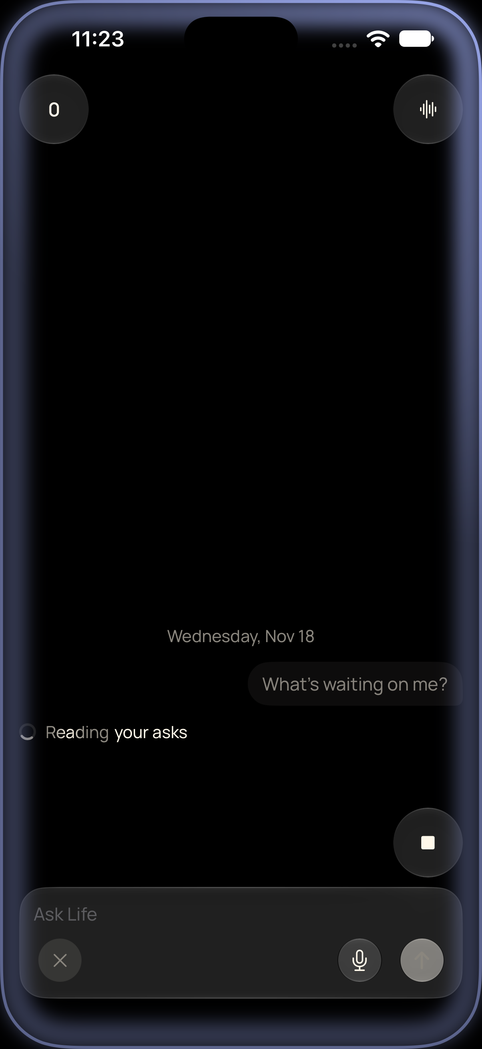 11:23
0
Wednesday, Nov 18
What's waiting on me?
Reading your asks
Ask Life